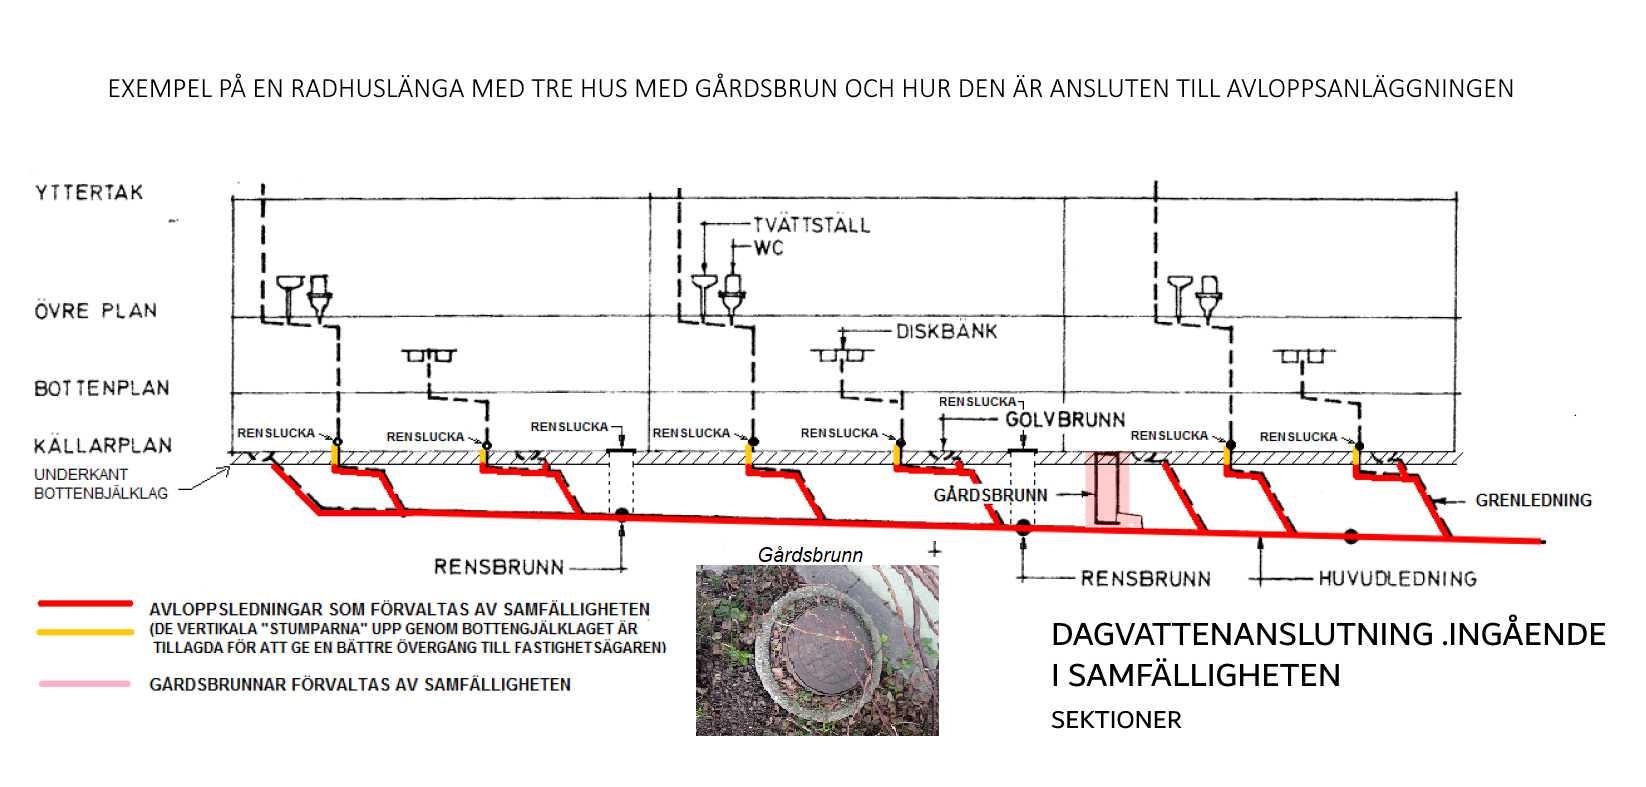 EXEMPEL PÅ EN RADHUSLÄNGA MED TRE HUS MED GÅRDSBRUN OCH HUR DEN ÄR ANSLUTEN TILL AVLOPPSANLÄGGNINGEN
YTTERTAK
TVÄTTSTÄLL
WC
ÖVRE PLAN
DISKBÄNK
BOTTENPLAN
RENSLUCKA
GOLVBRUNN
RENSLUCKA
RENSLUCKA
RENSLUCKA
RENSLUCKA
RENSLUCKA
RENSLUCKA
RENSLUCKA
KÄLLARPLAN
UNDERKANT
BOTTENBJÄLKLAG
GÅRDSBRUNN
GRENLEDNING
RENSBRUNN
Gårdsbrunn
RENSBRUNN
HUVUDLEDNING
AVLOPPSLEDNINGAR SOM FÖRVALTAS AV SAMFÄLLIGHETEN
(DE VERTIKALA "STUMPARNA" UPP GENOM BOTTENGJÄLKLAGET ÄR
TILLAGDA FÖR ATT GE EN BÄTTRE ÖVERGÅNG TILL FASTIGHETSÄGAREN)
GÅRDSBRUNNAR FÖRVALTAS AV SAMFÄLLIGHETEN
DAGVATTENANSLUTNING .INGÅENDE
I SAMFÄLLIGHETEN
SEKTIONER